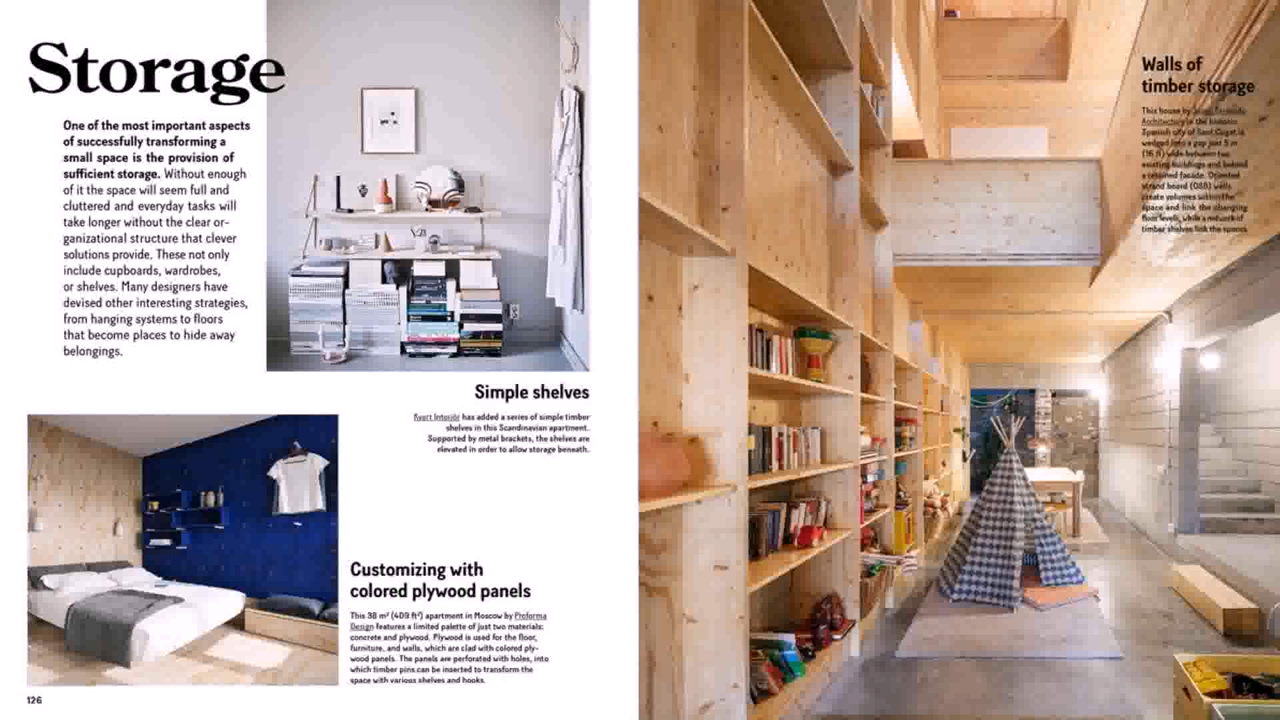 Storage
One of the most important aspects
of successfully transforming a
small space is the provision of
sufficient storage. Without enough
of it the space will seem full and
cluttered and everyday tasks will
take longer without the clear or-
ganizational structure that clever
solutions provide. These not only
include cupboards, wardrobes,
or shelves. Many designers have
devised other interesting strategies,
from hanging systems to floors
that become places to hide away
belongings.
Simple shelves
has added a series of simple timber
shelves in this Scandinavian apartment.
Supported by metal brackets, the shelves are
elevated in order to allow storage beneath.
Customizing with
colored plywood panels
This 38 m² (409 ft²) apartment in Moscow by Proforma
Design features a limited palette of just two materials:
concrete and plywood. Plywood is used for the floor,
furniture, and walls, which are clad with colored ply-
wood panels. The panels are perforated with holes, into
which timber pins can be inserted to transform the
space with various shelves and hooks.
126
Walls of
timber storage
This house by
Architecture in the historic
Spanish city of Sant Cugat is
wedged into a gap just 5 m
(16 ft) wide between two
existing buildings and behind
a retained facade. Oriented
strand board (OSB) walls
create volumes within the
space and link the changing
floor levels, while a network of
timber shelves link the spaces.